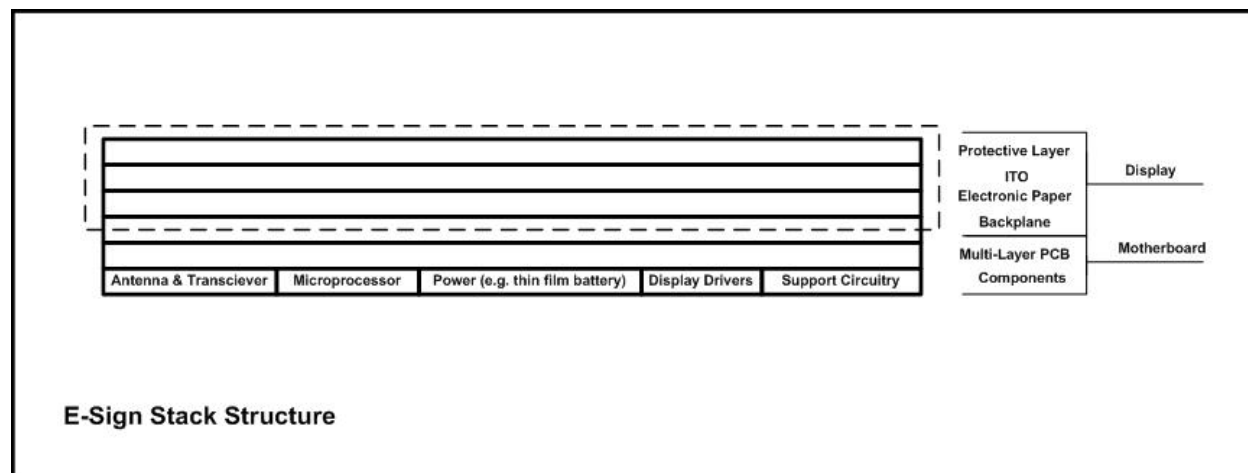 Protective Layer
ITO
Display
Electronic Paper
Backplane
Multi-Layer PCB
Motherboard
Components
Antenna & Transciever
Microprocessor
Power (e.g. thin film battery)
Display Drivers
Support Circuitry
E-Sign Stack Structure